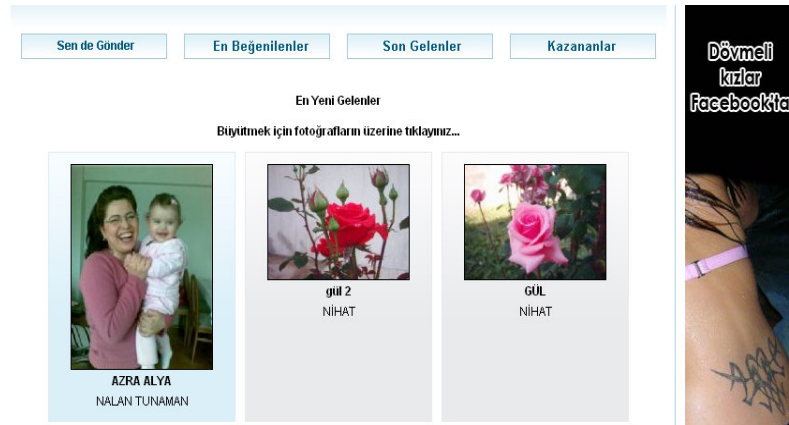 Sen de Gönder
En Beğenilenler
Son Gelenler
Kazananlar
En Yeni Gelenler
Büyütmek için fotoğrafların üzerine tıklayınız...
AZRA ALYA
NALAN TUNAMAN
gül 2
NİHAT
GÜL
NİHAT
Dövmeli
kızlar
Facebook'ta